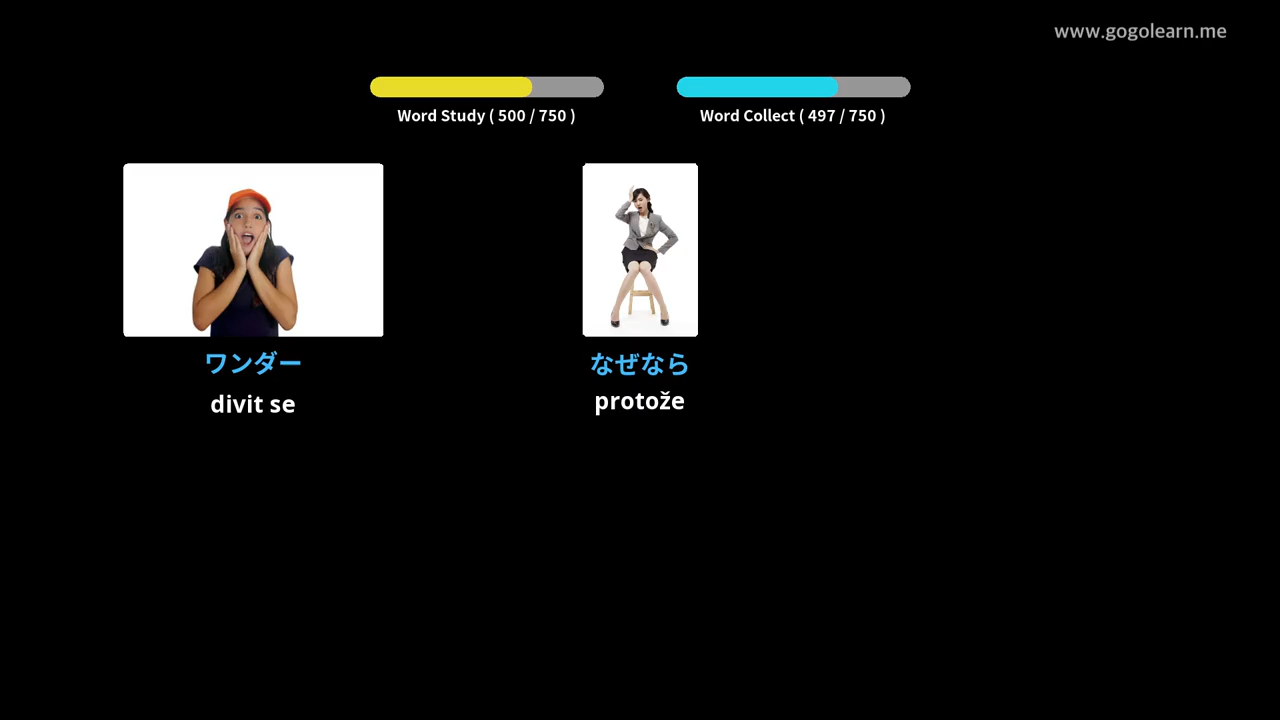 www.gogolearn.me
Word Study ( 500 / 750 )
Word Collect ( 497 / 750 )
ワンダー
divit se
なぜなら
protože